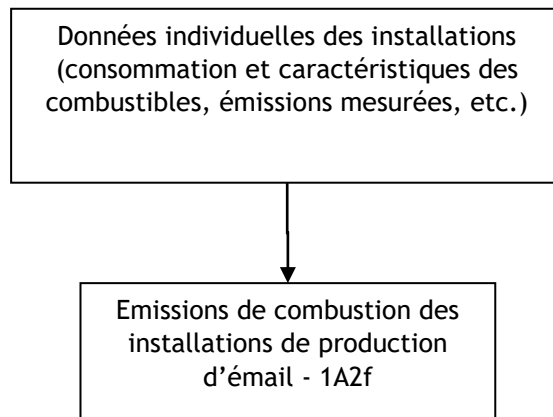 Données individuelles des installations
(consommation et caractéristiques des
combustibles, émissions mesurées, etc.)
Emissions de combustion des
installations de production
d’émail - 1A2f